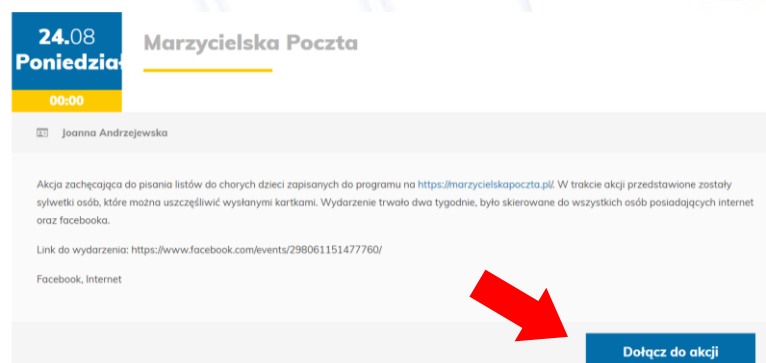 24.08
Poniedział
00:00
Marzycielska Poczta
Joanna Andrzejewska
Akcja zachęcająca do pisania listów do chorych dzieci zapisanych do programu na https://marzycielskapoczta.pl/. W trakcie akcji przedstawione zostały
sylwetki osób, które można uszczęśliwić wysłanymi kartkami. Wydarzenie trwało dwa tygodnie, było skierowane do wszystkich osób posiadających internet
oraz facebooka.
Link do wydarzenia: https://www.facebook.com/events/298061151477760/
Facebook, Internet
Dołącz do akcji